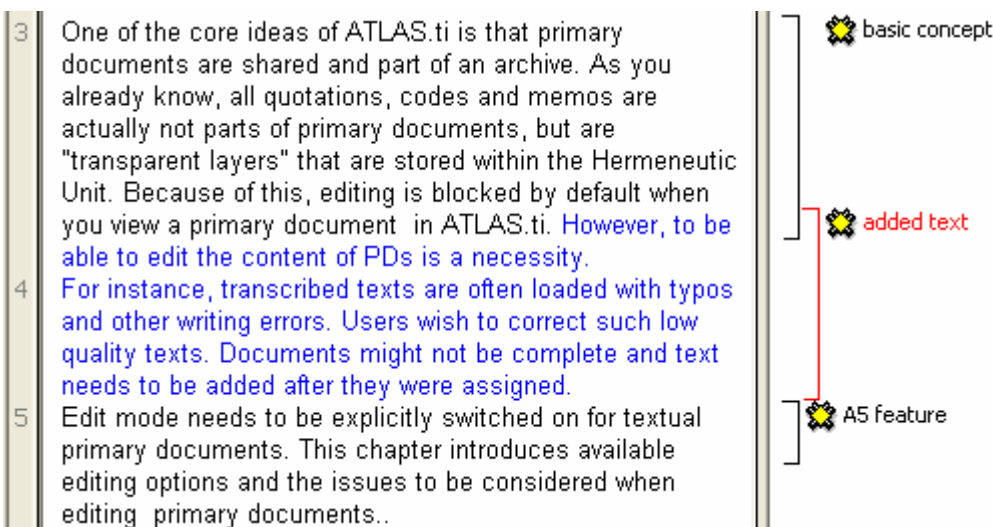 3 One of the core ideas of ATLAS.ti is that primary
documents are shared and part of an archive. As you
already know, all quotations, codes and memos are
actually not parts of primary documents, but are
"transparent layers" that are stored within the Hermeneutic
Unit. Because of this, editing is blocked by default when
you view a primary document  in ATLAS.ti. However, to be
able to edit the content of PDs is a necessity.
4 For instance, transcribed texts are often loaded with typos
and other writing errors. Users wish to correct such low
quality texts. Documents might not be complete and text
needs to be added after they were assigned.
5 Edit mode needs to be explicitly switched on for textual
primary documents. This chapter introduces available
editing options and the issues to be considered when
editing  primary documents..
basic concept
added text
A5 feature